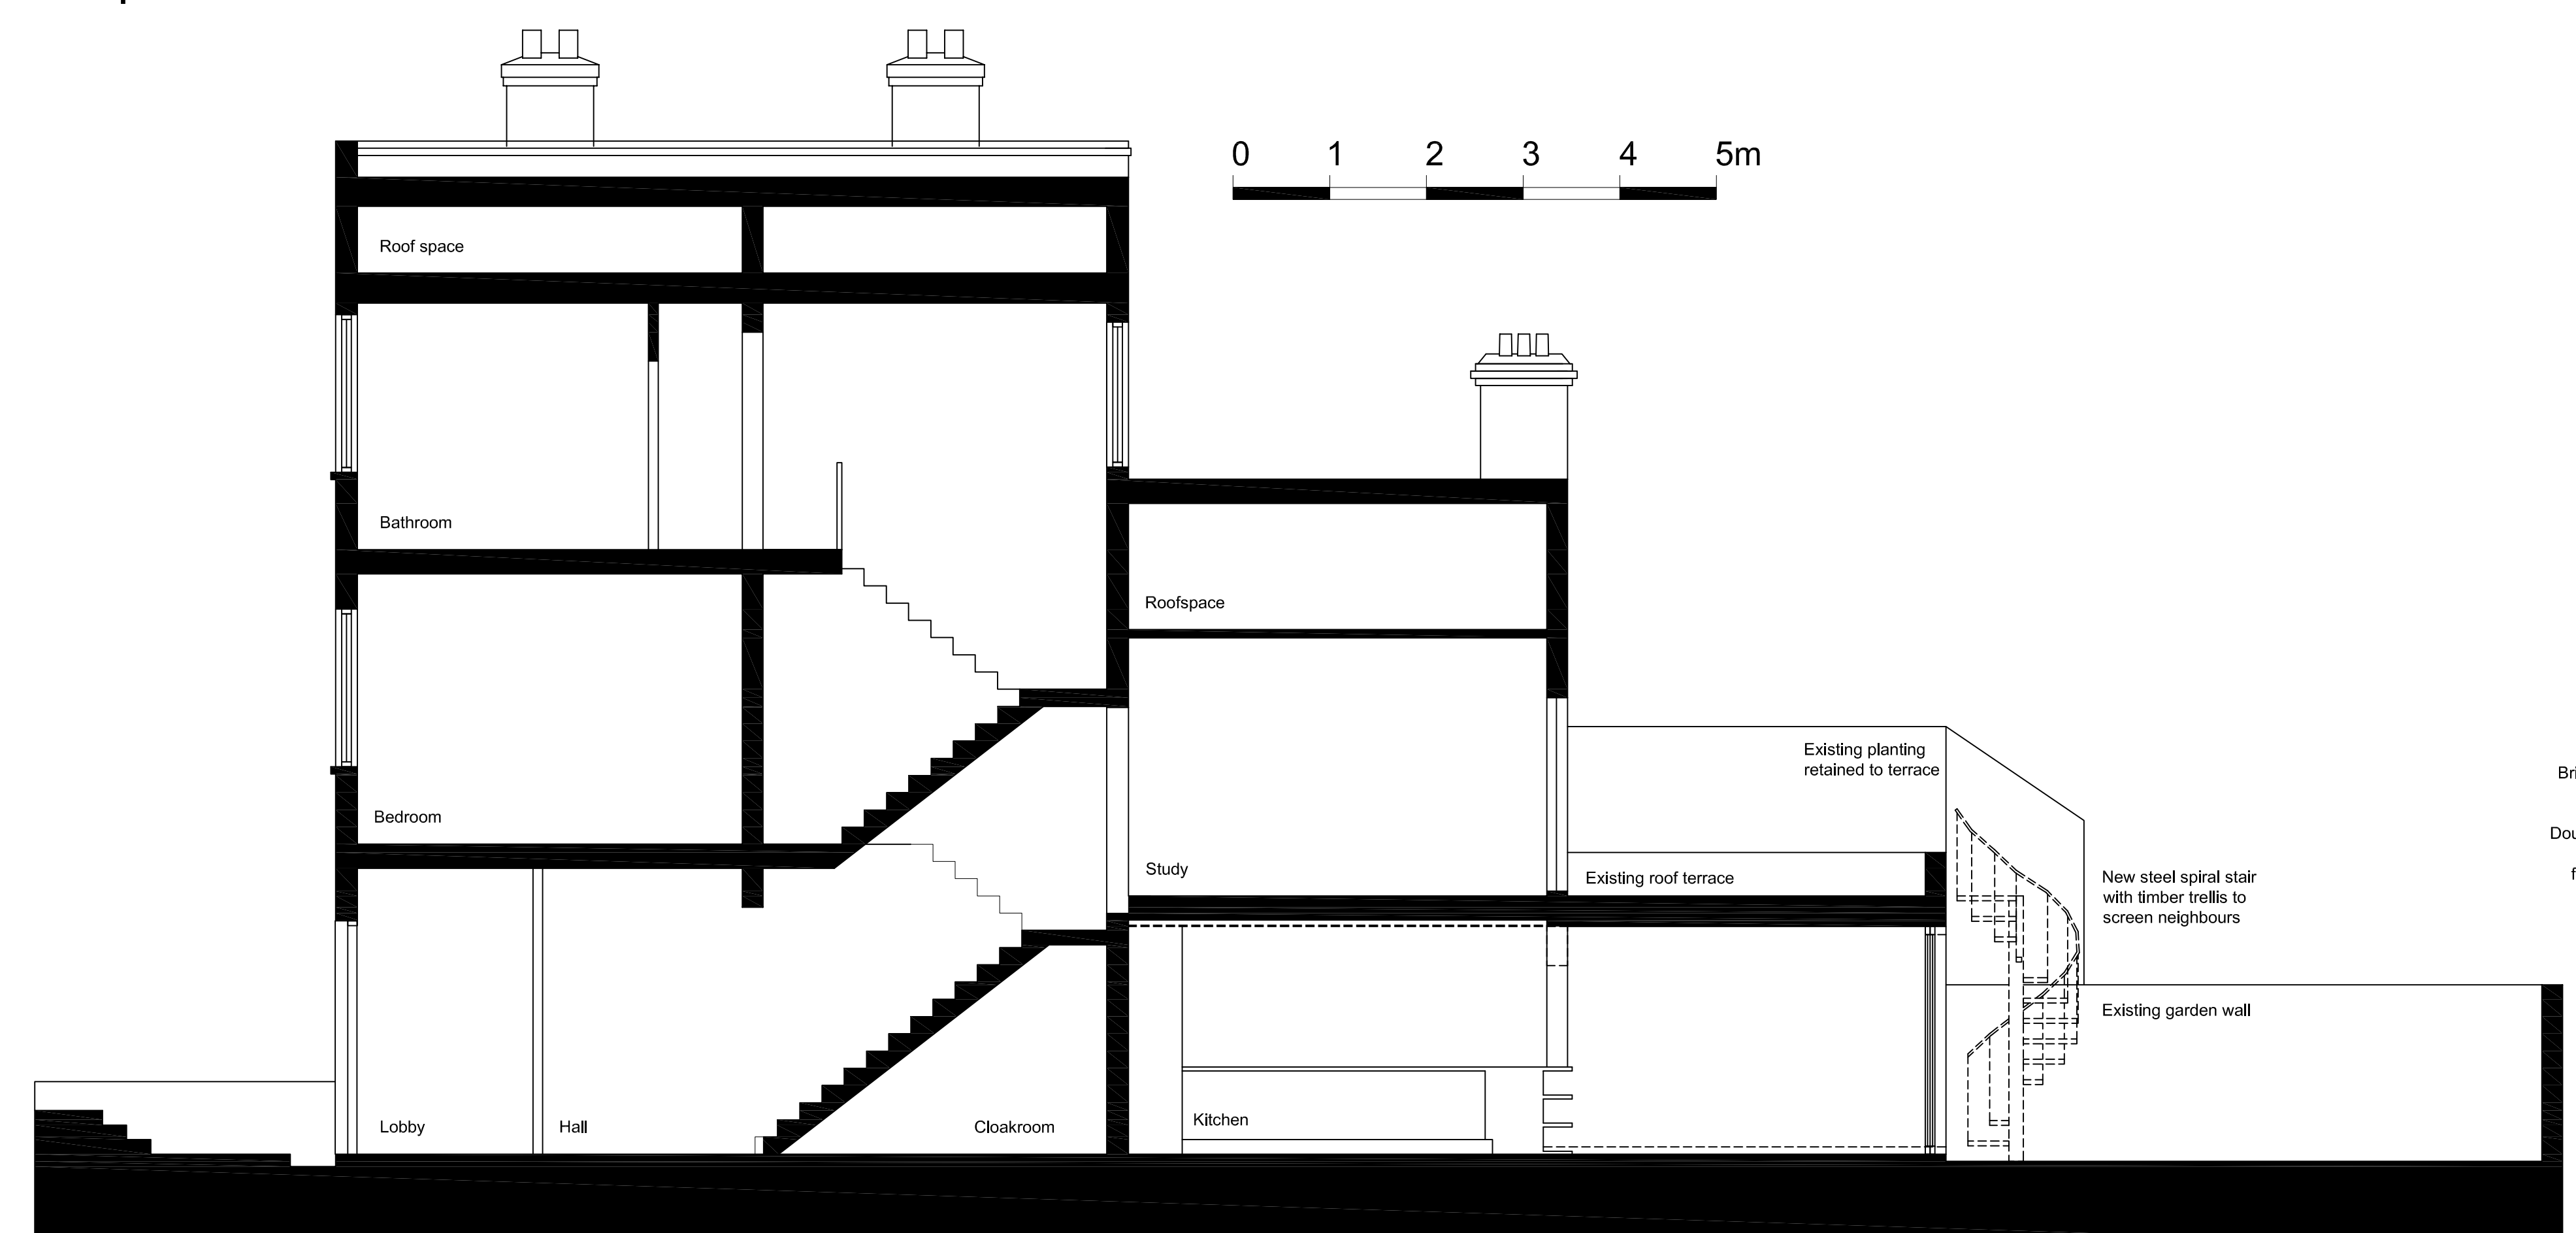 0 1 2 3 4 5m
Roof space
Bathroom
Roofspace
Existing planting
retained to terrace
Bedroom
Study
Existing roof terrace
New steel spiral stair
with timber trellis to
screen neighbours
Existing garden wall
Lobby
Hall
Cloakroom
Kitchen